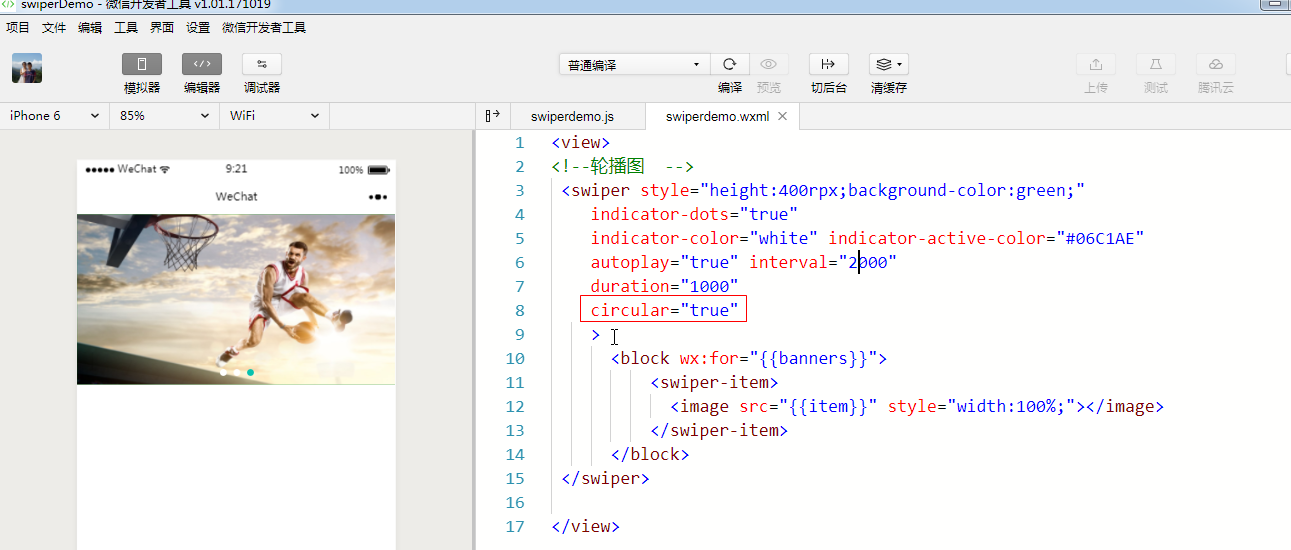 swiperDemo - 微信开发者工具 v1.01.171019
项目 文件 编辑 工具 界面 设置 微信开发者工具
普通编译
模拟器 编辑器 调试器 编译 预览 切后台 清缓存 上传 测试 腾讯云
iPhone 6 85% WiFi swiperdemo.js swiperdemo.wxml
WeChat 9:21 100%
WeChat
1 <view>
2 <!--轮播图  -->
3 <swiper style="height:400rpx;background-color:green;"
4 indicator-dots="true"
5 indicator-color="white" indicator-active-color="#06C1AE"
6 autoplay="true" interval="2000"
7 duration="1000"
8 circular="true"
9 >
10 <block wx:for="{{banners}}">
11 <swiper-item>
12 <image src="{{item}}" style="width:100%;"></image>
13 </swiper-item>
14 </block>
15 </swiper>
16
17 </view>